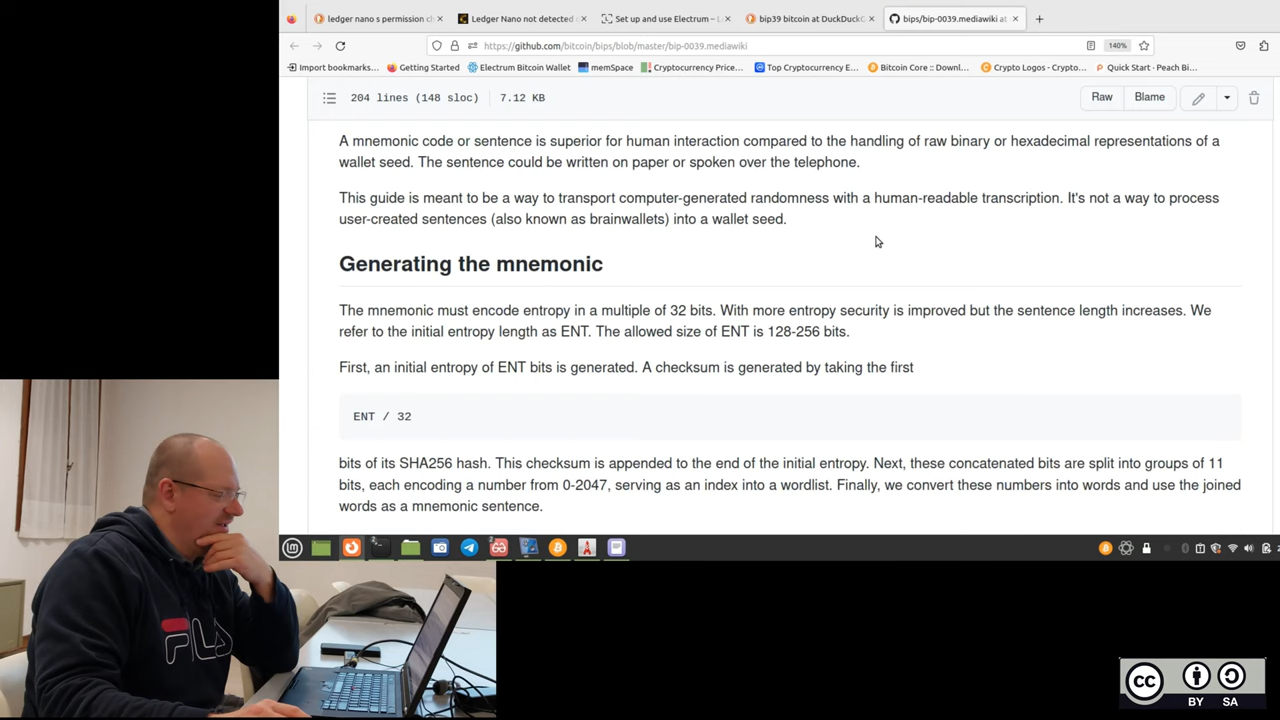 ledger nano s permission c
Ledger Nano not detected
Set up and use Electrum – L
bip39 bitcoin at DuckDuck
bips/bip-0039.mediawiki at
https://github.com/bitcoin/bips/blob/master/bip-0039.mediawiki
140%
Import bookmarks...
Getting Started
Electrum Bitcoin Wallet
memSpace
Cryptocurrency Price...
Top Cryptocurrency E...
Bitcoin Core :: Downl...
Crypto Logos - Crypto...
Quick Start · Peach Bi...
204 lines (148 sloc)
7.12 KB
Raw
Blame
A mnemonic code or sentence is superior for human interaction compared to the handling of raw binary or hexadecimal representations of a
wallet seed. The sentence could be written on paper or spoken over the telephone.
This guide is meant to be a way to transport computer-generated randomness with a human-readable transcription. It's not a way to process
user-created sentences (also known as brainwallets) into a wallet seed.
Generating the mnemonic
The mnemonic must encode entropy in a multiple of 32 bits. With more entropy security is improved but the sentence length increases. We
refer to the initial entropy length as ENT. The allowed size of ENT is 128-256 bits.
First, an initial entropy of ENT bits is generated. A checksum is generated by taking the first
ENT / 32
bits of its SHA256 hash. This checksum is appended to the end of the initial entropy. Next, these concatenated bits are split into groups of 11
bits, each encoding a number from 0-2047, serving as an index into a wordlist. Finally, we convert these numbers into words and use the joined
words as a mnemonic sentence.
FILA
CC
BY SA